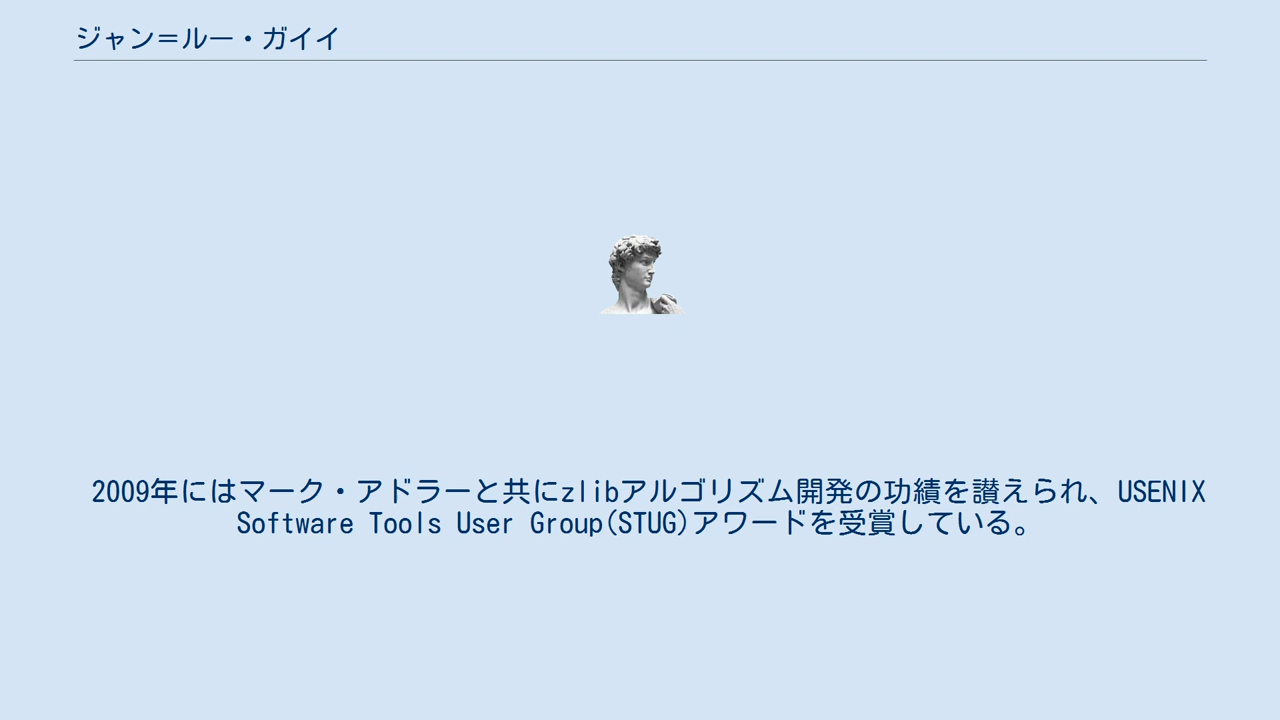 ジャン＝ルー・ガイイ
2009年にはマーク・アドラーと共にzlibアルゴリズム開発の功績を讃えられ、USENIX
Software Tools User Group(STUG)アワードを受賞している。